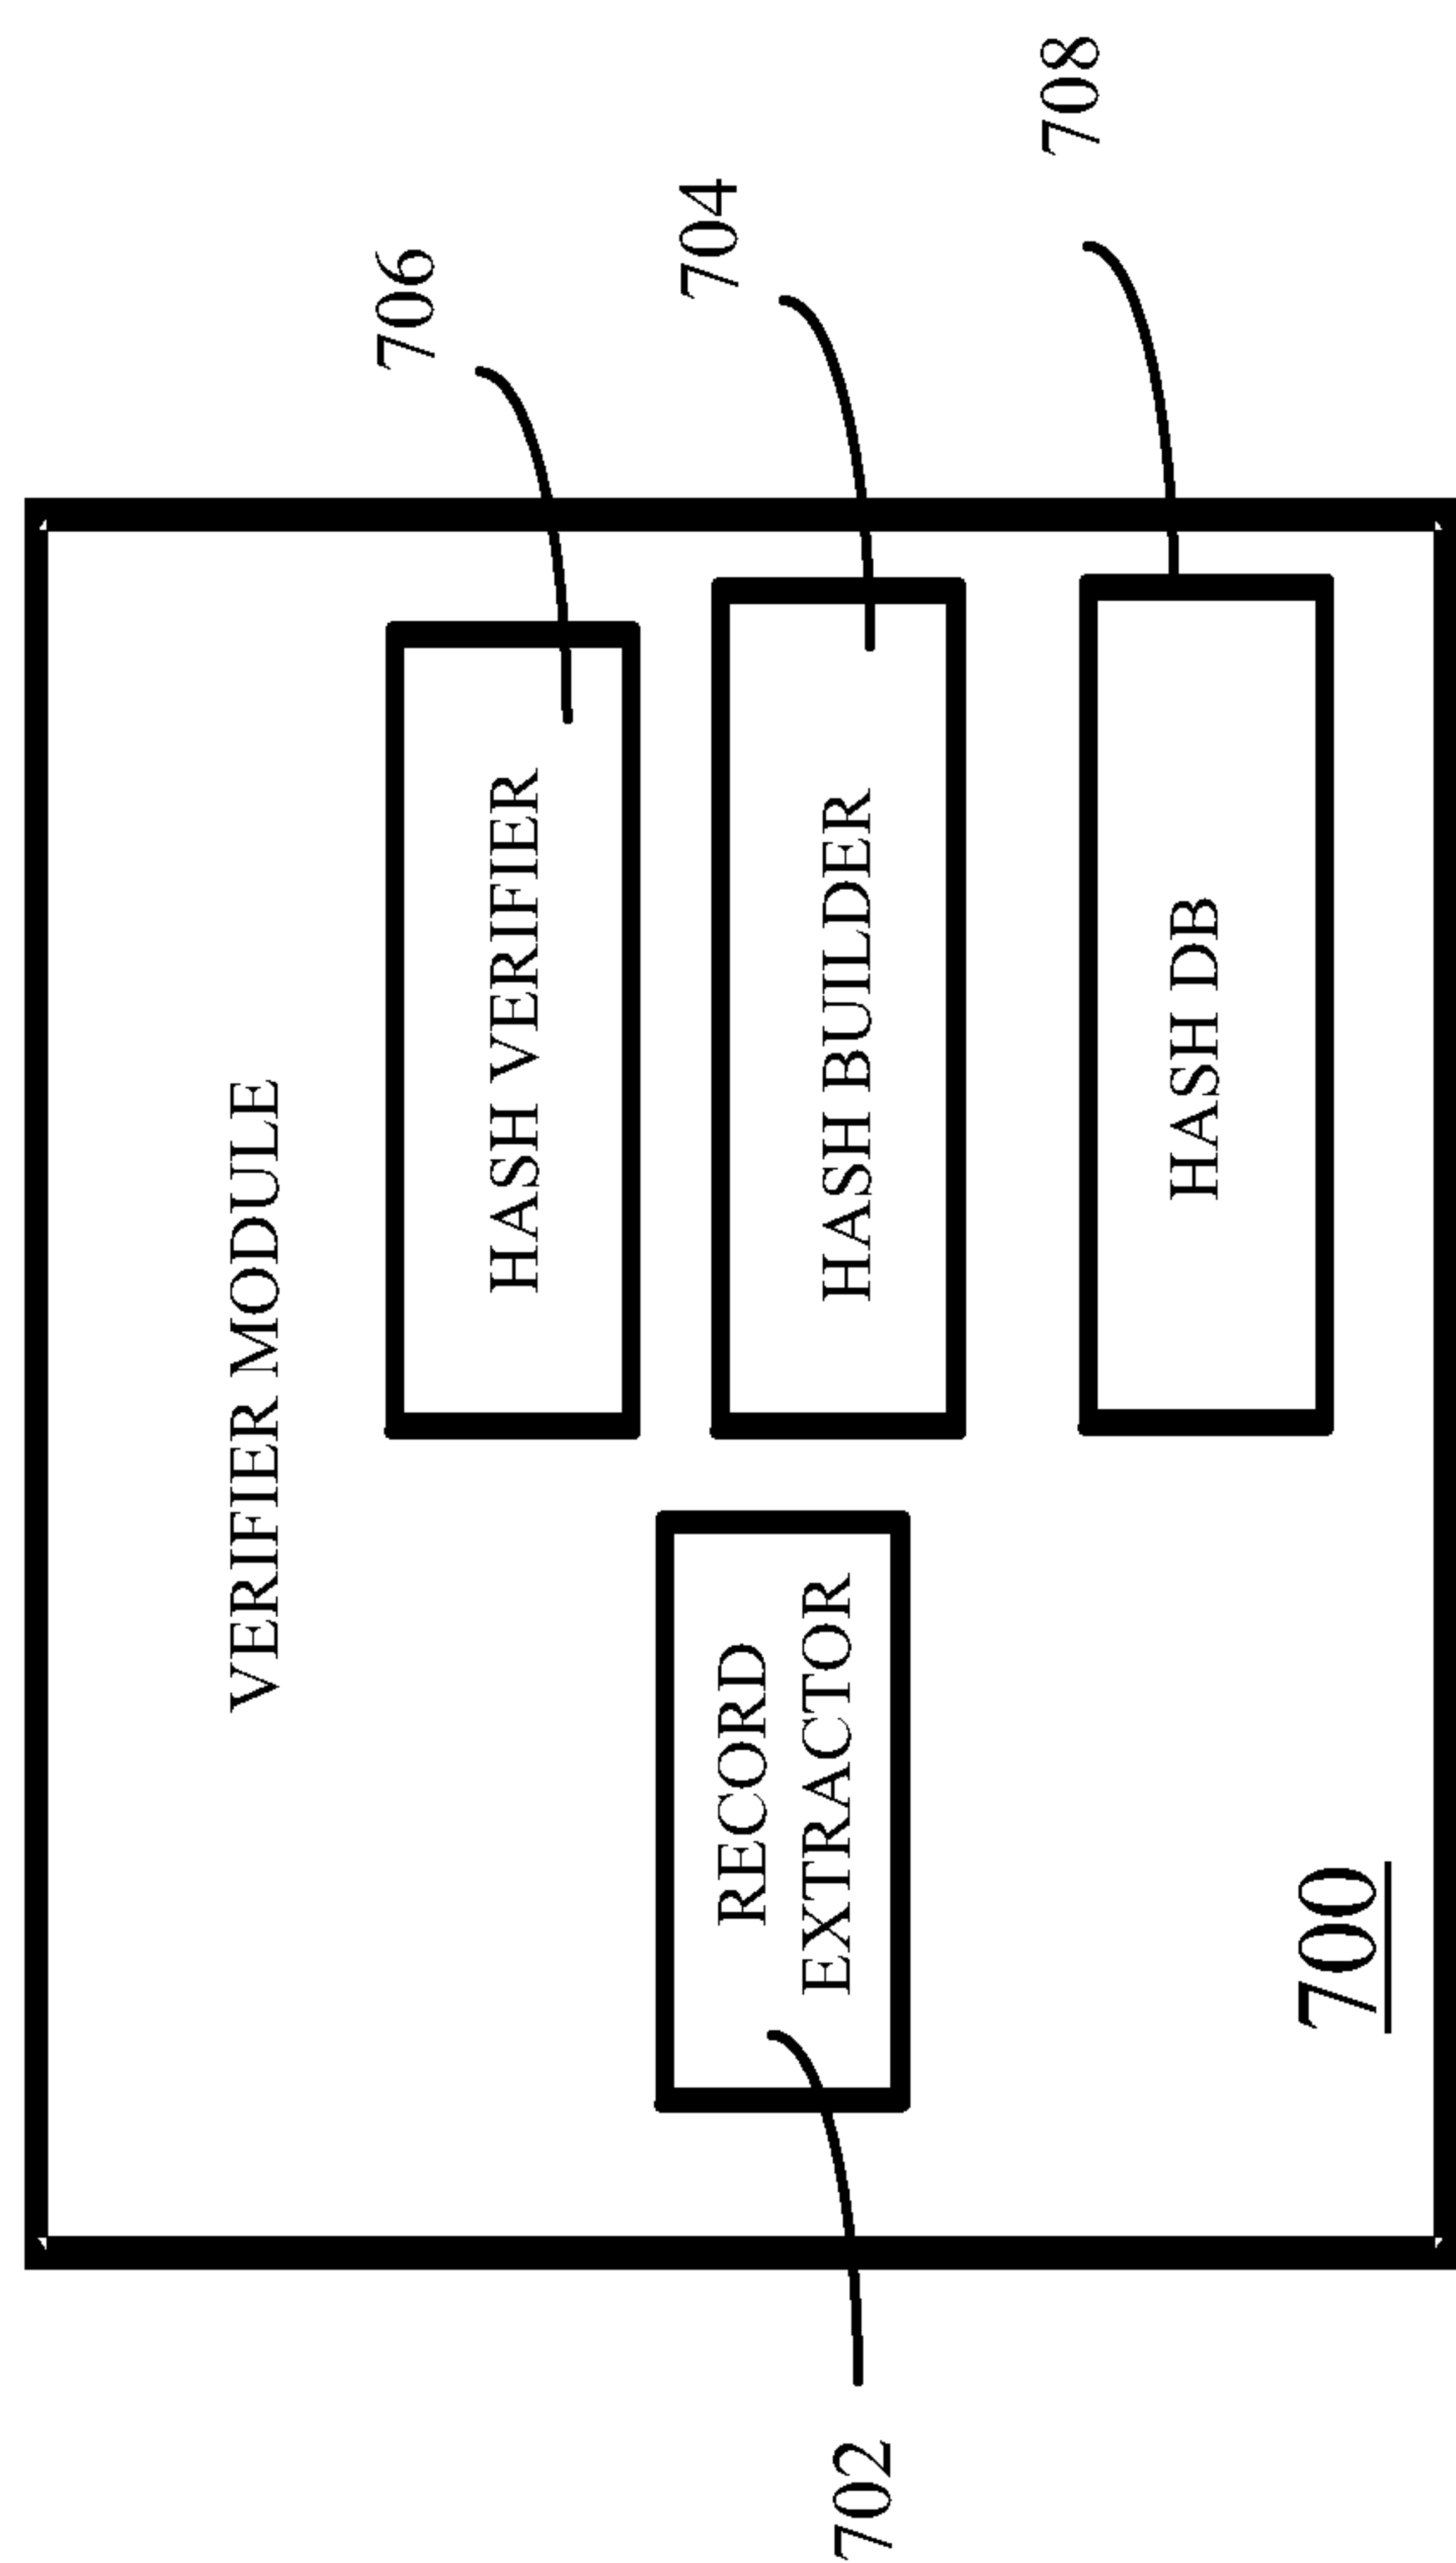 VERIFIER MODULE
HASH VERIFIER
706
RECORD
EXTRACTOR
HASH BUILDER
704
702
HASH DB
708
700